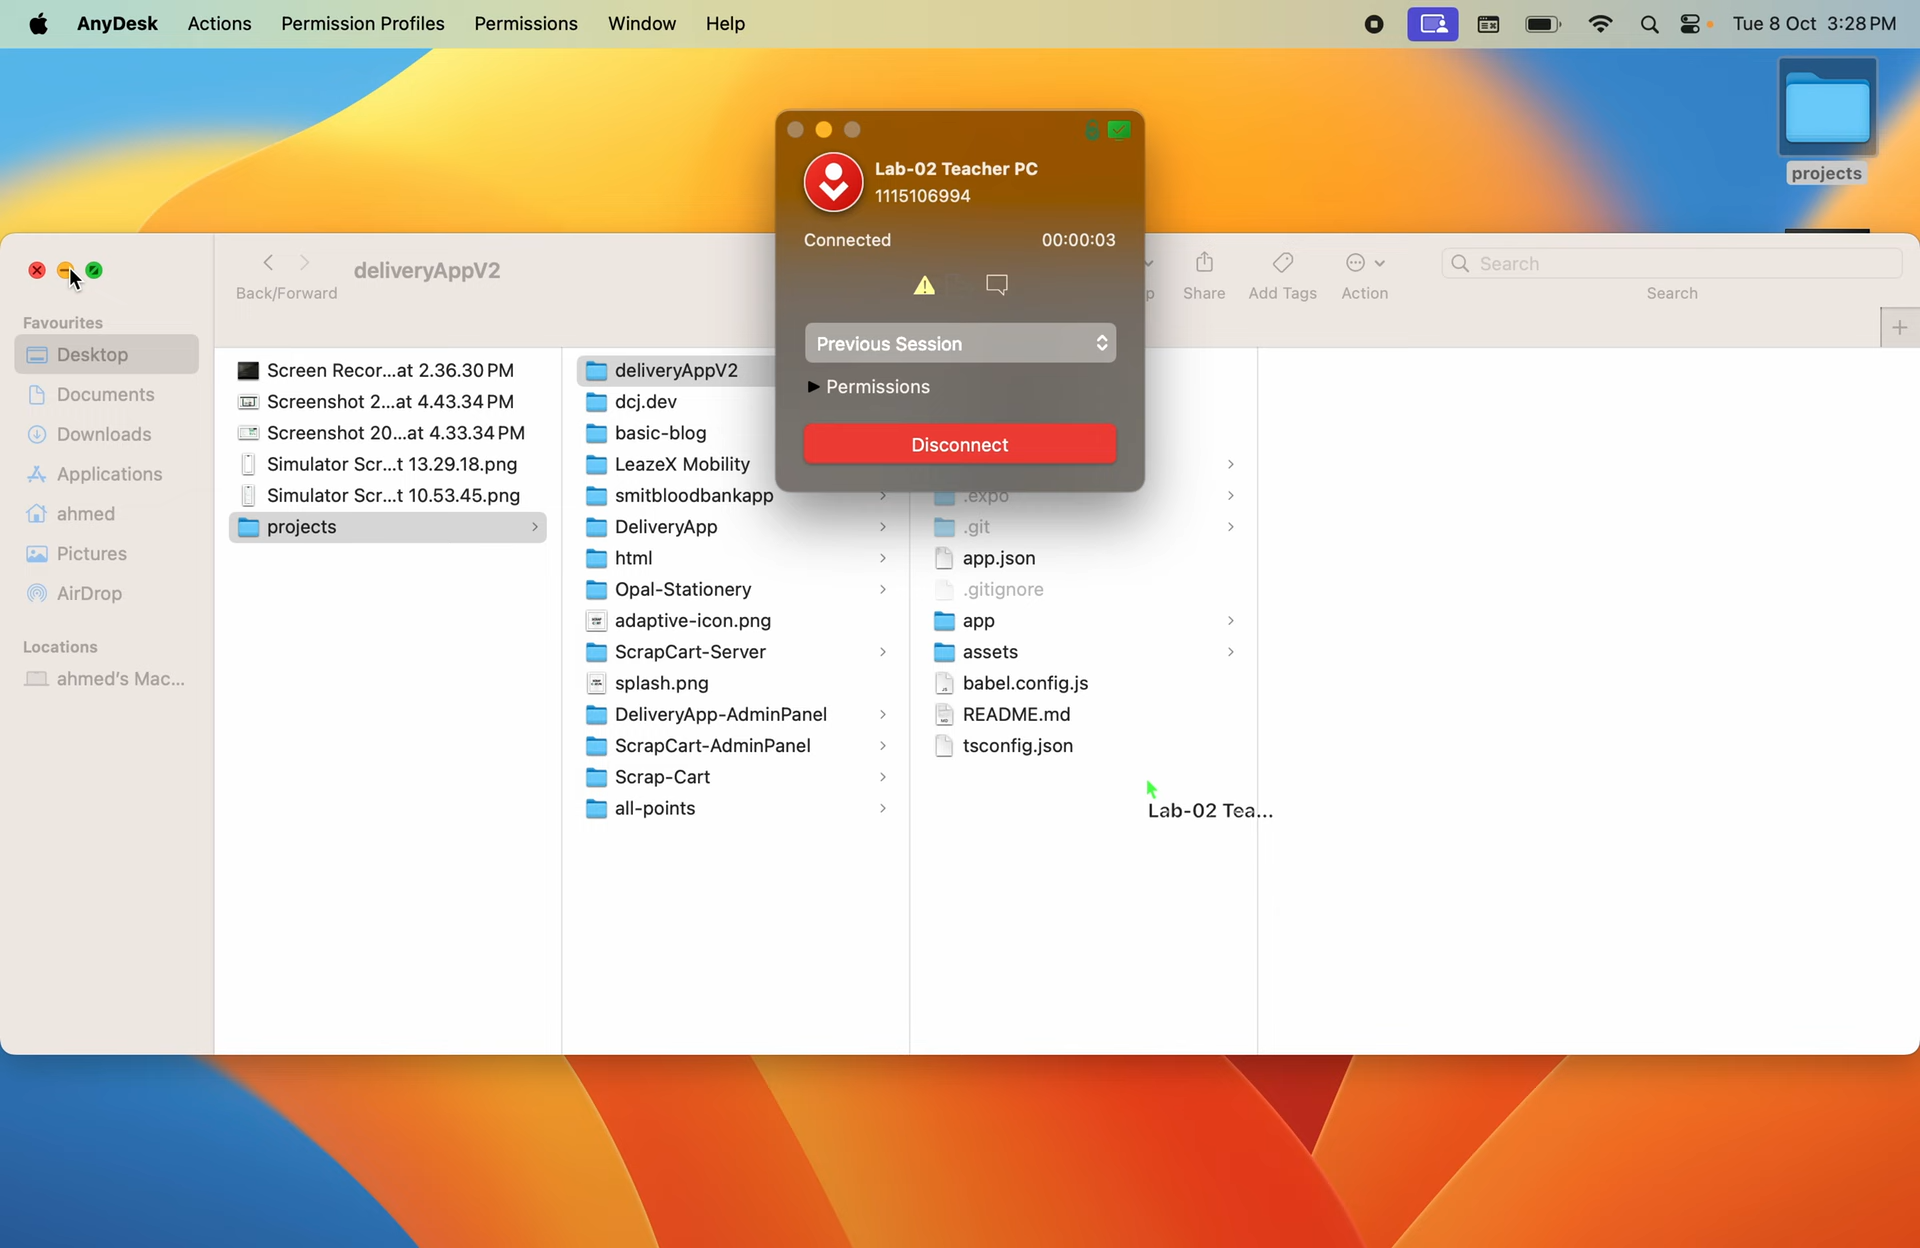 AnyDesk Actions Permission Profiles Permissions Window Help Tue 8 Oct 3:28 PM
projects
Lab-02 Teacher PC
1115106994
Connected 00:00:03
Previous Session
Permissions
Disconnect
deliveryAppV2
Back/Forward
Share
Add Tags
Action
Search
Search
Favourites
Desktop
Documents
Downloads
Applications
ahmed
Pictures
AirDrop
Locations
ahmed's Mac...
Screen Recor...at 2.36.30 PM
Screenshot 2...at 4.43.34 PM
Screenshot 20...at 4.33.34 PM
Simulator Scr...t 13.29.18.png
Simulator Scr...t 10.53.45.png
projects
deliveryAppV2
dcj.dev
basic-blog
LeazeX Mobility
smitbloodbankapp
DeliveryApp
html
Opal-Stationery
adaptive-icon.png
ScrapCart-Server
splash.png
DeliveryApp-AdminPanel
ScrapCart-AdminPanel
Scrap-Cart
all-points
.expo
.git
app.json
.gitignore
app
assets
babel.config.js
README.md
tsconfig.json
Lab-02 Tea...